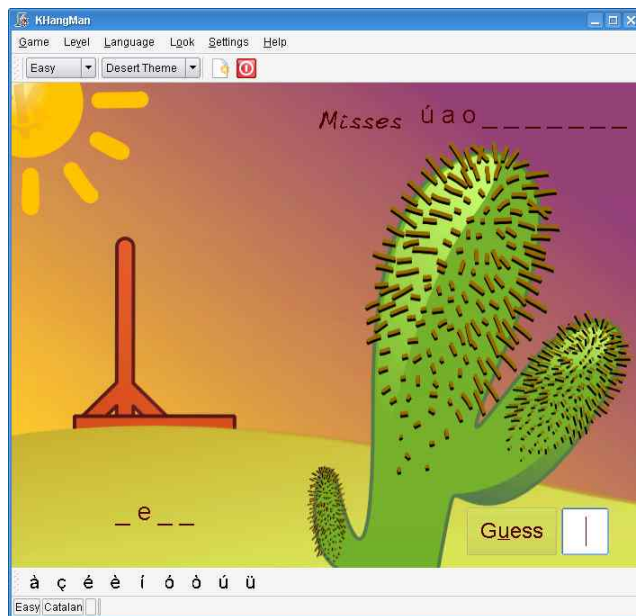 KHangMan
Game Level Language Look Settings Help
Easy Desert Theme
Misses ú a o _ _ _ _ _ _ _
_ e _ _
Guess
à ç é è í ó ò ú ü
Easy Catalan